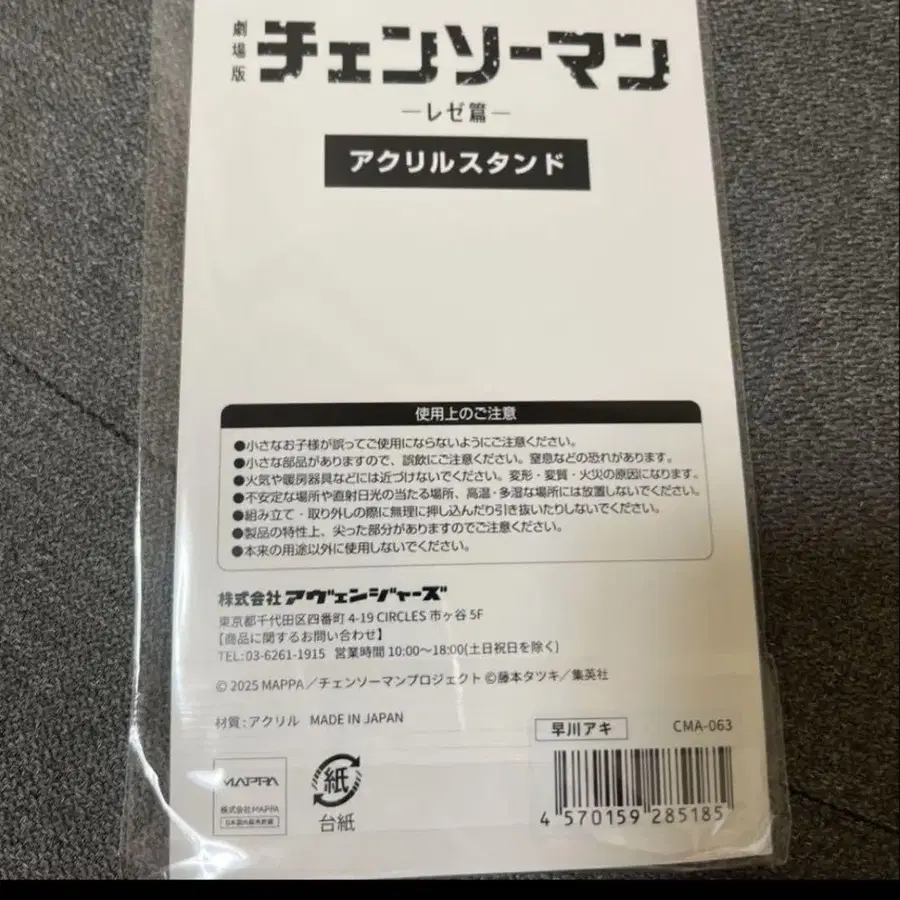 劇場版
チェンソーマン
―レゼ篇―
アクリルスタンド
使用上のご注意
●小さなお子様が誤ってご使用にならないようにご注意ください。
●小さな部品がありますので、誤飲にご注意ください。窒息などの恐れがあります。
●火気や暖房器具などには近づけないでください。変形・変質・火災の原因になります。
●不安定な場所や直射日光の当たる場所、高温・多湿な場所には放置しないでください。
●組み立て・取り外しの際に無理に押し込んだり引き抜いたりしないでください。
●製品の特性上、尖った部分がありますのでご注意ください。
●本来の用途以外に使用しないでください。
株式会社アヴェンジャーズ
東京都千代田区四番町 4-19 CIRCLES 市ヶ谷 5F
【商品に関するお問い合わせ】
TEL:03-6261-1915 営業時間 10:00〜18:00(土日祝日を除く)
© 2025 MAPPA/チェンソーマンプロジェクト ©藤本タツキ/集英社
材質:アクリル MADE IN JAPAN
早川アキ CMA-063
MAPPA
株式会社MAPPA
日本国内販売許諾
紙
台紙
4 570159 285185